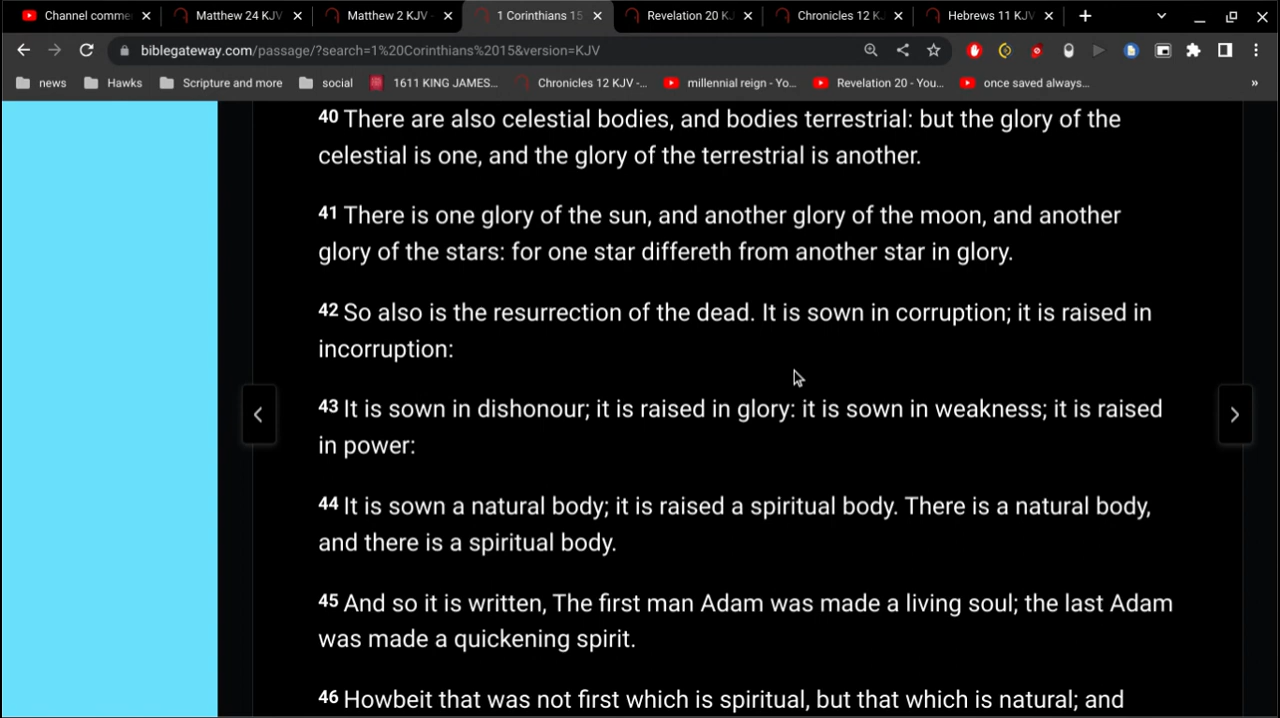 Channel comme
Matthew 24 KJV
Matthew 2 KJV -
1 Corinthians 15
Revelation 20 KJ
Chronicles 12 KJ
Hebrews 11 KJV
biblegateway.com/passage/?search=1%20Corinthians%2015&version=KJV
news
Hawks
Scripture and more
social
1611 KING JAMES...
Chronicles 12 KJV -...
millennial reign - Yo...
Revelation 20 - You...
once saved always...
»
40 There are also celestial bodies, and bodies terrestrial: but the glory of the
celestial is one, and the glory of the terrestrial is another.
41 There is one glory of the sun, and another glory of the moon, and another
glory of the stars: for one star differeth from another star in glory.
42 So also is the resurrection of the dead. It is sown in corruption; it is raised in
incorruption:
43 It is sown in dishonour; it is raised in glory: it is sown in weakness; it is raised
in power:
44 It is sown a natural body; it is raised a spiritual body. There is a natural body,
and there is a spiritual body.
45 And so it is written, The first man Adam was made a living soul; the last Adam
was made a quickening spirit.
46 Howbeit that was not first which is spiritual, but that which is natural; and